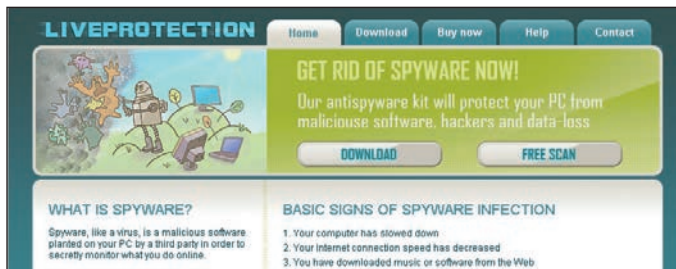 LIVEPROTECTION
Home Download Buy now Help Contact
GET RID OF SPYWARE NOW!
Our antispyware kit will protect your PC from
maliciouse software, hackers and data-loss
DOWNLOAD FREE SCAN
WHAT IS SPYWARE?
Spyware, like a virus, is a malicious software
planted on your PC by a third party in order to
secretly monitor what you do online.
BASIC SIGNS OF SPYWARE INFECTION
1. Your computer has slowed down
2. Your internet connection speed has decreased
3. You have downloaded music or software from the Web